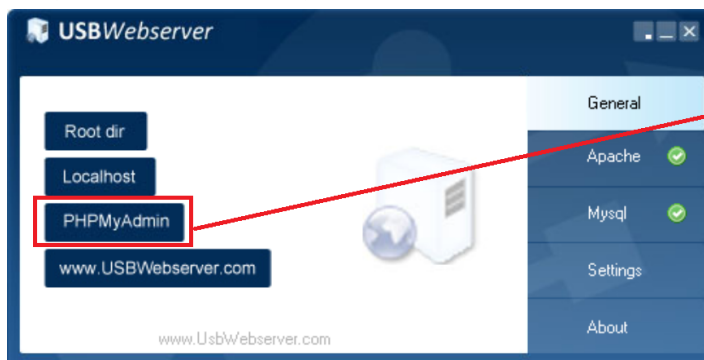 USBWebserver
Root dir
Localhost
PHPMyAdmin
www.USBWebserver.com
www.UsbWebserver.com
General
Apache
Mysql
Settings
About